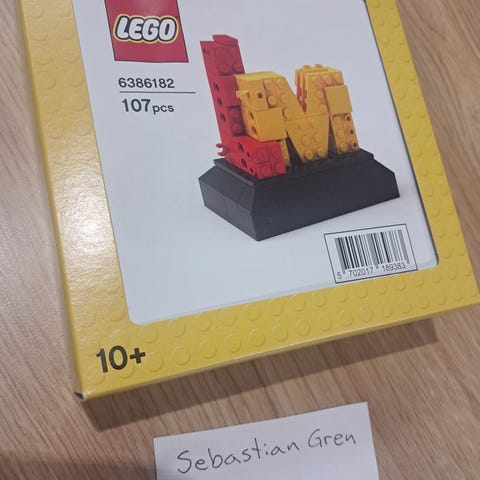 LEGO
6386182
107pcs
5 702017 189383
10+
Sebastian Gren